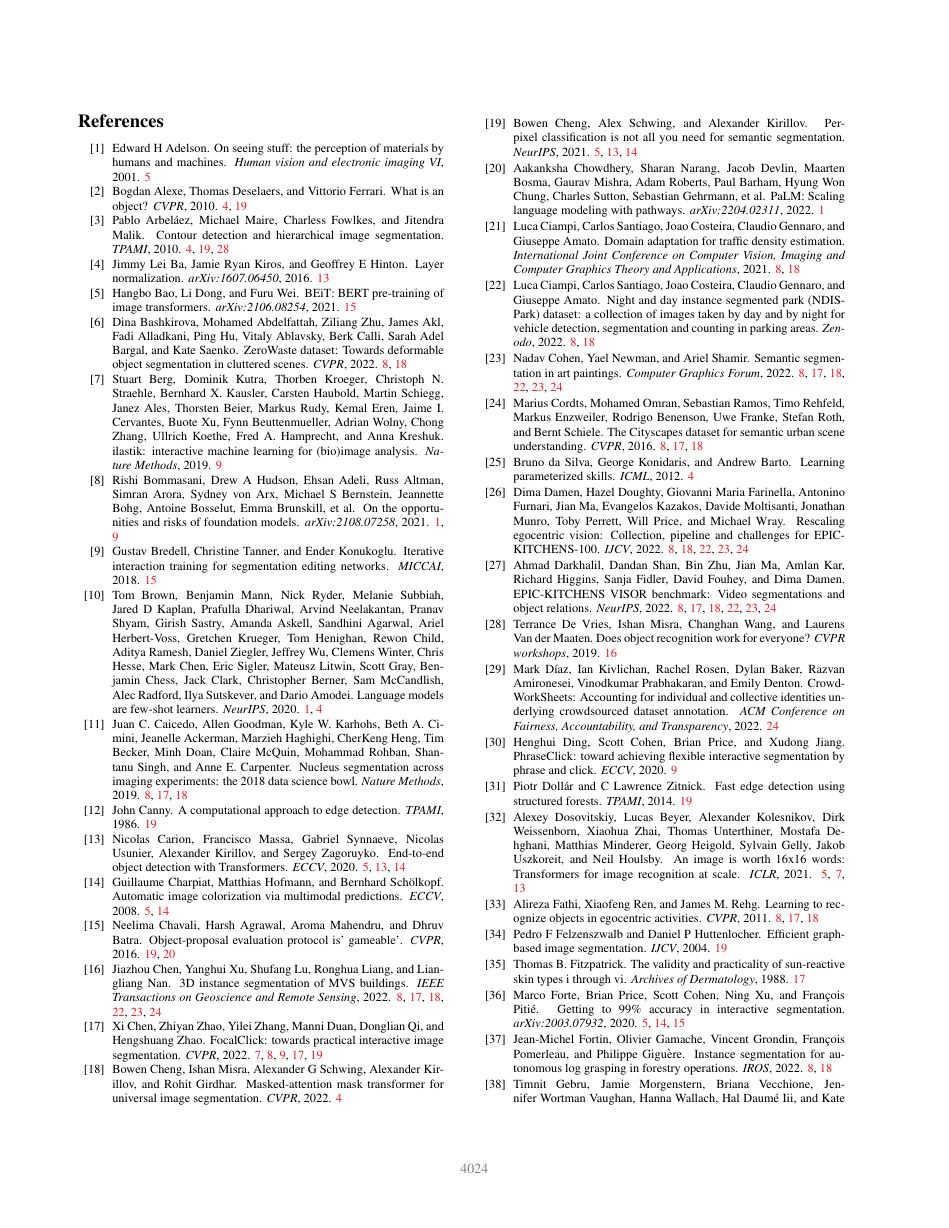 References
[1] Edward H Adelson. On seeing stuff: the perception of materials by
humans and machines. Human vision and electronic imaging VI,
2001. 5
[2] Bogdan Alexe, Thomas Deselaers, and Vittorio Ferrari. What is an
object? CVPR, 2010. 4, 19
[3] Pablo Arbeláez, Michael Maire, Charless Fowlkes, and Jitendra
Malik. Contour detection and hierarchical image segmentation.
TPAMI, 2010. 4, 19, 28
[4] Jimmy Lei Ba, Jamie Ryan Kiros, and Geoffrey E Hinton. Layer
normalization. arXiv:1607.06450, 2016. 13
[5] Hangbo Bao, Li Dong, and Furu Wei. BEiT: BERT pre-training of
image transformers. arXiv:2106.08254, 2021. 15
[6] Dina Bashkirova, Mohamed Abdelfattah, Ziliang Zhu, James Akl,
Fadi Alladkani, Ping Hu, Vitaly Ablavsky, Berk Calli, Sarah Adel
Bargal, and Kate Saenko. ZeroWaste dataset: Towards deformable
object segmentation in cluttered scenes. CVPR, 2022. 8, 18
[7] Stuart Berg, Dominik Kutra, Thorben Kroeger, Christoph N.
Straehle, Bernhard X. Kausler, Carsten Haubold, Martin Schiegg,
Janez Ales, Thorsten Beier, Markus Rudy, Kemal Eren, Jaime I.
Cervantes, Buote Xu, Fynn Beuttenmueller, Adrian Wolny, Chong
Zhang, Ullrich Koethe, Fred A. Hamprecht, and Anna Kreshuk.
ilastik: interactive machine learning for (bio)image analysis. Na-
ture Methods, 2019. 9
[8] Rishi Bommasani, Drew A Hudson, Ehsan Adeli, Russ Altman,
Simran Arora, Sydney von Arx, Michael S Bernstein, Jeannette
Bohg, Antoine Bosselut, Emma Brunskill, et al. On the opportu-
nities and risks of foundation models. arXiv:2108.07258, 2021. 1,
9
[9] Gustav Bredell, Christine Tanner, and Ender Konukoglu. Iterative
interaction training for segmentation editing networks. MICCAI,
2018. 15
[10] Tom Brown, Benjamin Mann, Nick Ryder, Melanie Subbiah,
Jared D Kaplan, Prafulla Dhariwal, Arvind Neelakantan, Pranav
Shyam, Girish Sastry, Amanda Askell, Sandhini Agarwal, Ariel
Herbert-Voss, Gretchen Krueger, Tom Henighan, Rewon Child,
Aditya Ramesh, Daniel Ziegler, Jeffrey Wu, Clemens Winter, Chris
Hesse, Mark Chen, Eric Sigler, Mateusz Litwin, Scott Gray, Ben-
jamin Chess, Jack Clark, Christopher Berner, Sam McCandlish,
Alec Radford, Ilya Sutskever, and Dario Amodei. Language models
are few-shot learners. NeurIPS, 2020. 1, 4
[11] Juan C. Caicedo, Allen Goodman, Kyle W. Karhohs, Beth A. Ci-
mini, Jeanelle Ackerman, Marzieh Haghighi, CherKeng Heng, Tim
Becker, Minh Doan, Claire McQuin, Mohammad Rohban, Shan-
tanu Singh, and Anne E. Carpenter. Nucleus segmentation across
imaging experiments: the 2018 data science bowl. Nature Methods,
2019. 8, 17, 18
[12] John Canny. A computational approach to edge detection. TPAMI,
1986. 19
[13] Nicolas Carion, Francisco Massa, Gabriel Synnaeve, Nicolas
Usunier, Alexander Kirillov, and Sergey Zagoruyko. End-to-end
object detection with Transformers. ECCV, 2020. 5, 13, 14
[14] Guillaume Charpiat, Matthias Hofmann, and Bernhard Schölkopf.
Automatic image colorization via multimodal predictions. ECCV,
2008. 5, 14
[15] Neelima Chavali, Harsh Agrawal, Aroma Mahendru, and Dhruv
Batra. Object-proposal evaluation protocol is' gameable'. CVPR,
2016. 19, 20
[16] Jiazhou Chen, Yanghui Xu, Shufang Lu, Ronghua Liang, and Lian-
gliang Nan. 3D instance segmentation of MVS buildings. IEEE
Transactions on Geoscience and Remote Sensing, 2022. 8, 17, 18,
22, 23, 24
[17] Xi Chen, Zhiyan Zhao, Yilei Zhang, Manni Duan, Donglian Qi, and
Hengshuang Zhao. FocalClick: towards practical interactive image
segmentation. CVPR, 2022. 7, 8, 9, 17, 19
[18] Bowen Cheng, Ishan Misra, Alexander G Schwing, Alexander Kir-
illov, and Rohit Girdhar. Masked-attention mask transformer for
universal image segmentation. CVPR, 2022. 4
[19] Bowen Cheng, Alex Schwing, and Alexander Kirillov. Per-
pixel classification is not all you need for semantic segmentation.
NeurIPS, 2021. 5, 13, 14
[20] Aakanksha Chowdhery, Sharan Narang, Jacob Devlin, Maarten
Bosma, Gaurav Mishra, Adam Roberts, Paul Barham, Hyung Won
Chung, Charles Sutton, Sebastian Gehrmann, et al. PaLM: Scaling
language modeling with pathways. arXiv:2204.02311, 2022. 1
[21] Luca Ciampi, Carlos Santiago, Joao Costeira, Claudio Gennaro, and
Giuseppe Amato. Domain adaptation for traffic density estimation.
International Joint Conference on Computer Vision, Imaging and
Computer Graphics Theory and Applications, 2021. 8, 18
[22] Luca Ciampi, Carlos Santiago, Joao Costeira, Claudio Gennaro, and
Giuseppe Amato. Night and day instance segmented park (NDIS-
Park) dataset: a collection of images taken by day and by night for
vehicle detection, segmentation and counting in parking areas. Zen-
odo, 2022. 8, 18
[23] Nadav Cohen, Yael Newman, and Ariel Shamir. Semantic segmen-
tation in art paintings. Computer Graphics Forum, 2022. 8, 17, 18,
22, 23, 24
[24] Marius Cordts, Mohamed Omran, Sebastian Ramos, Timo Rehfeld,
Markus Enzweiler, Rodrigo Benenson, Uwe Franke, Stefan Roth,
and Bernt Schiele. The Cityscapes dataset for semantic urban scene
understanding. CVPR, 2016. 8, 17, 18
[25] Bruno da Silva, George Konidaris, and Andrew Barto. Learning
parameterized skills. ICML, 2012. 4
[26] Dima Damen, Hazel Doughty, Giovanni Maria Farinella, Antonino
Furnari, Jian Ma, Evangelos Kazakos, Davide Moltisanti, Jonathan
Munro, Toby Perrett, Will Price, and Michael Wray. Rescaling
egocentric vision: Collection, pipeline and challenges for EPIC-
KITCHENS-100. IJCV, 2022. 8, 18, 22, 23, 24
[27] Ahmad Darkhalil, Dandan Shan, Bin Zhu, Jian Ma, Amlan Kar,
Richard Higgins, Sanja Fidler, David Fouhey, and Dima Damen.
EPIC-KITCHENS VISOR benchmark: Video segmentations and
object relations. NeurIPS, 2022. 8, 17, 18, 22, 23, 24
[28] Terrance De Vries, Ishan Misra, Changhan Wang, and Laurens
Van der Maaten. Does object recognition work for everyone? CVPR
workshops, 2019. 16
[29] Mark Díaz, Ian Kivlichan, Rachel Rosen, Dylan Baker, Razvan
Amironesei, Vinodkumar Prabhakaran, and Emily Denton. Crowd-
WorkSheets: Accounting for individual and collective identities un-
derlying crowdsourced dataset annotation. ACM Conference on
Fairness, Accountability, and Transparency, 2022. 24
[30] Henghui Ding, Scott Cohen, Brian Price, and Xudong Jiang.
PhraseClick: toward achieving flexible interactive segmentation by
phrase and click. ECCV, 2020. 9
[31] Piotr Dollár and C Lawrence Zitnick. Fast edge detection using
structured forests. TPAMI, 2014. 19
[32] Alexey Dosovitskiy, Lucas Beyer, Alexander Kolesnikov, Dirk
Weissenborn, Xiaohua Zhai, Thomas Unterthiner, Mostafa De-
hghani, Matthias Minderer, Georg Heigold, Sylvain Gelly, Jakob
Uszkoreit, and Neil Houlsby. An image is worth 16x16 words:
Transformers for image recognition at scale. ICLR, 2021. 5, 7,
13
[33] Alireza Fathi, Xiaofeng Ren, and James M. Rehg. Learning to rec-
ognize objects in egocentric activities. CVPR, 2011. 8, 17, 18
[34] Pedro F Felzenszwalb and Daniel P Huttenlocher. Efficient graph-
based image segmentation. IJCV, 2004. 19
[35] Thomas B. Fitzpatrick. The validity and practicality of sun-reactive
skin types i through vi. Archives of Dermatology, 1988. 17
[36] Marco Forte, Brian Price, Scott Cohen, Ning Xu, and François
Pitié. Getting to 99% accuracy in interactive segmentation.
arXiv:2003.07932, 2020. 5, 14, 15
[37] Jean-Michel Fortin, Olivier Gamache, Vincent Grondin, François
Pomerleau, and Philippe Giguère. Instance segmentation for au-
tonomous log grasping in forestry operations. IROS, 2022. 8, 18
[38] Timnit Gebru, Jamie Morgenstern, Briana Vecchione, Jen-
nifer Wortman Vaughan, Hanna Wallach, Hal Daumé Iii, and Kate
4024